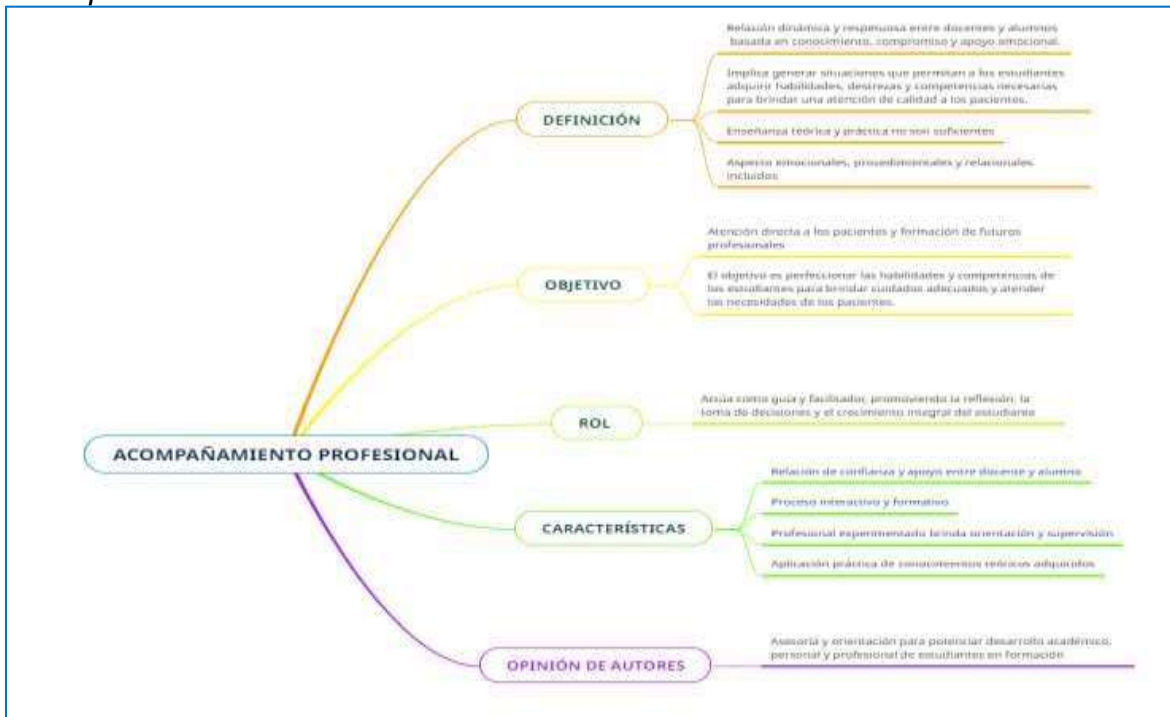 Relación dinámica y respetuosa entre docentes y alumnos
basada en conocimiento, compromiso y apoyo emocional.
Implica generar situaciones que permitan a los estudiantes
adquirir habilidades, destrezas y competencias necesarias
para brindar una atención de calidad a los pacientes.
DEFINICIÓN
Enseñanza teórica y práctica no son suficientes
Aspecto emocionales, procedimentales y relacionales
incluidos
Atención directa a los pacientes y formación de futuros
profesionales
OBJETIVO
El objetivo es perfeccionar las habilidades y competencias de
los estudiantes para brindar cuidados adecuados y atender
las necesidades de los pacientes.
Actúa como guía y facilitador, promoviendo la reflexión, la
toma de decisiones y el crecimiento integral del estudiante
ROL
ACOMPAÑAMIENTO PROFESIONAL
Relación de confianza y apoyo entre docente y alumno
Proceso interactivo y formativo
CARACTERÍSTICAS
Profesional experimentado brinda orientación y supervisión
Aplicación práctica de conocimientos teóricos adquiridos
Asesoría y orientación para potenciar desarrollo académico,
personal y profesional de estudiantes en formación
OPINIÓN DE AUTORES